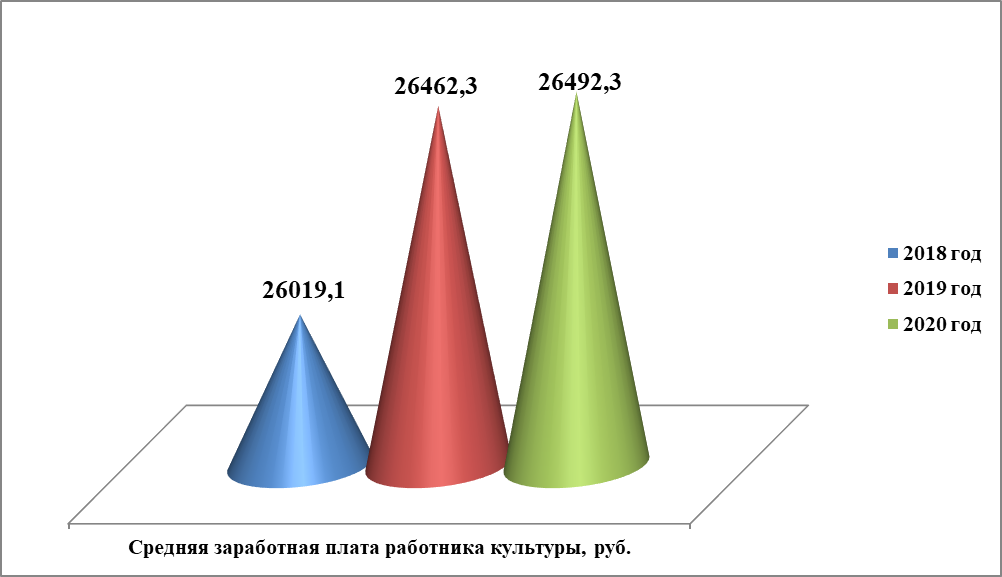 26462,3
26492,3
26019,1
2018 год
2019 год
2020 год
Средняя заработная плата работника культуры, руб.